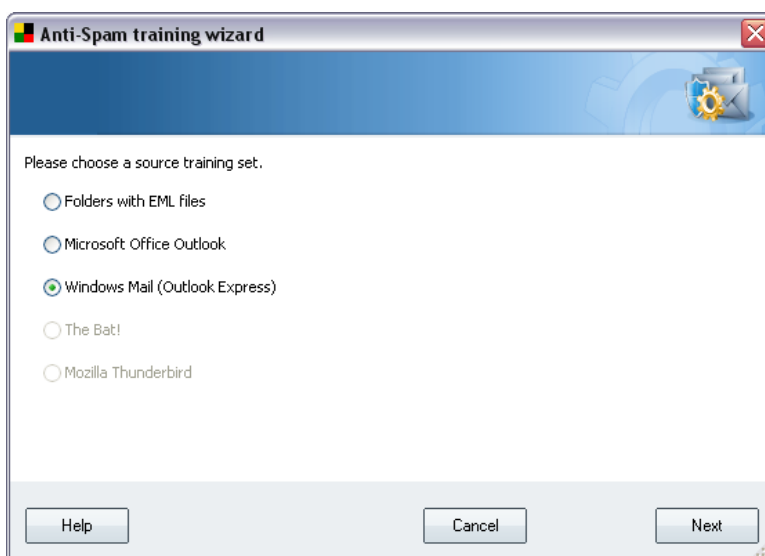 Anti-Spam training wizard
Please choose a source training set.
Folders with EML files
Microsoft Office Outlook
Windows Mail (Outlook Express)
The Bat!
Mozilla Thunderbird
Help Cancel Next